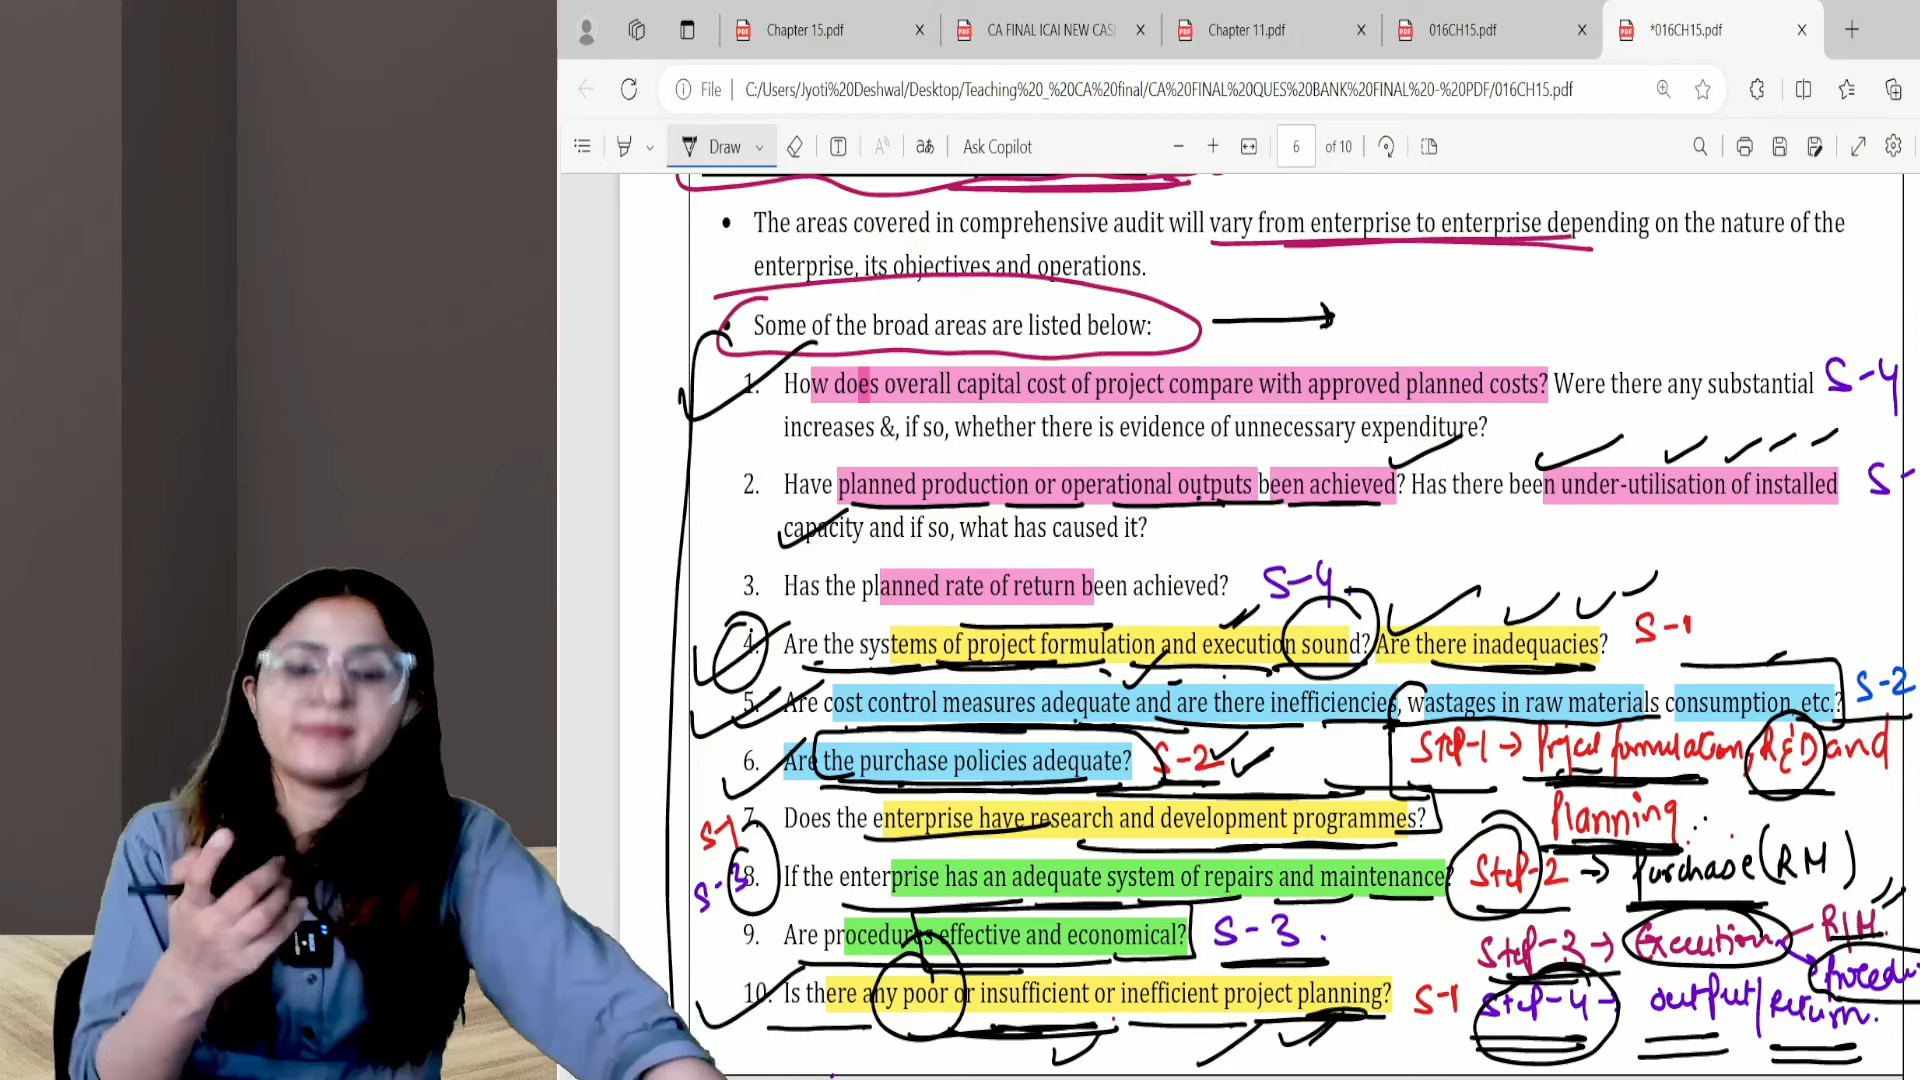 Chapter 15.pdf
CA FINAL ICAI NEW CAS
Chapter 11.pdf
016CH15.pdf
*016CH15.pdf
File
C:/Users/Jyoti%20Deshwal/Desktop/Teaching%20_%20CA%20final/CA%20FINAL%20QUES%20BANK%20FINAL%20-%20PDF/016CH15.pdf
Draw
Ask Copilot
6 of 10
• The areas covered in comprehensive audit will vary from enterprise to enterprise depending on the nature of the
enterprise, its objectives and operations.
• Some of the broad areas are listed below:
1. How does overall capital cost of project compare with approved planned costs? Were there any substantial S-4
increases &, if so, whether there is evidence of unnecessary expenditure?
2. Have planned production or operational outputs been achieved? Has there been under-utilisation of installed S-
capacity and if so, what has caused it?
3. Has the planned rate of return been achieved? S-4.
4. Are the systems of project formulation and execution sound? Are there inadequacies? S-1
5. Are cost control measures adequate and are there inefficiencies, wastages in raw materials consumption, etc.? S-2
6. Are the purchase policies adequate? S-2
Step-1 → Project formulation, R&D and
Planning
7. Does the enterprise have research and development programmes?
S-1
8. If the enterprise has an adequate system of repairs and maintenance?
S-3
Step-2 → Purchase (RM)
9. Are procedures effective and economical? S-3.
Step-3 → Execution R/M.
10. Is there any poor or insufficient or inefficient project planning? S-1
Step-4 → output/Return.